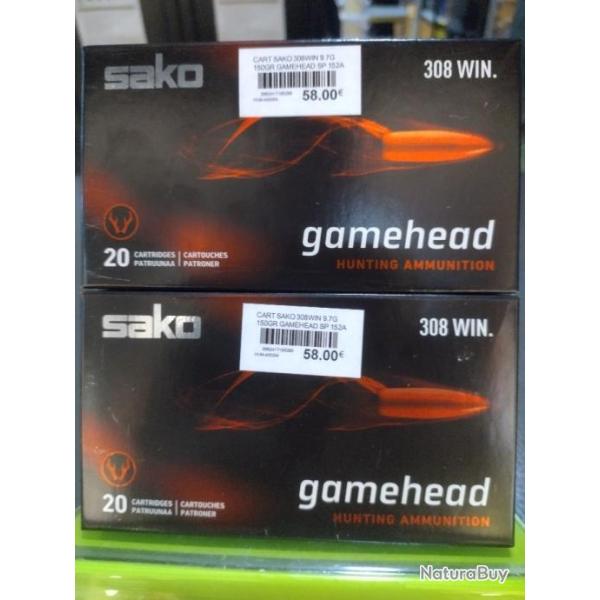 sako
CART SAKO 308WIN 9.7G
150GR GAMEHEAD SP 152A
58.00€
308 WIN.
gamehead
HUNTING AMMUNITION
20 CARTRIDGES | CARTOUCHES
PATRUUNAA | PATRONER
sako
CART SAKO 308WIN 9.7G
150GR GAMEHEAD SP 152A
58.00€
308 WIN.
gamehead
HUNTING AMMUNITION
20 CARTRIDGES | CARTOUCHES
PATRUUNAA | PATRONER
NaturaBuy